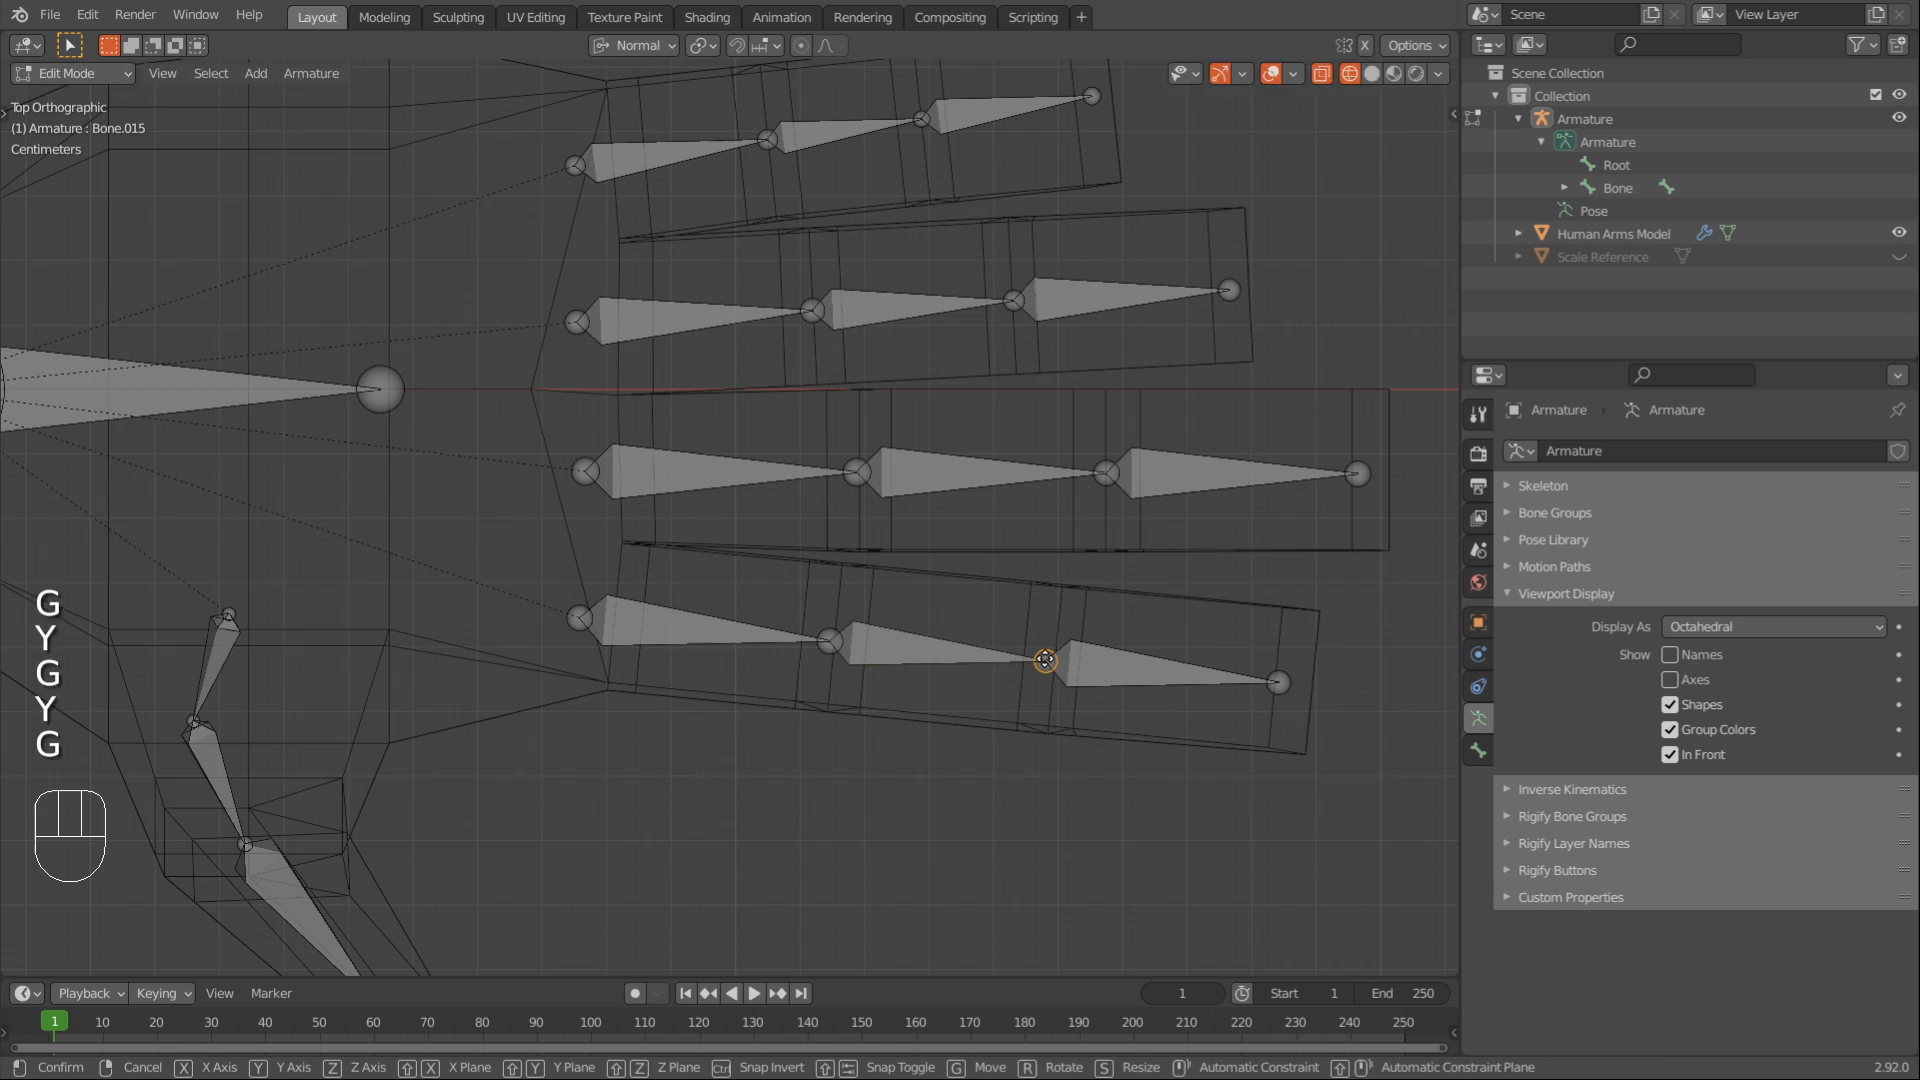 File Edit Render Window Help Layout Modeling Sculpting UV Editing Texture Paint Shading Animation Rendering Compositing Scripting + Scene View Layer
Normal X Options
Edit Mode View Select Add Armature
Scene Collection
Collection
Top Orthographic
(1) Armature : Bone.015
Centimeters
Armature
Armature
Root
Bone
Pose
Human Arms Model
Scale Reference
Armature Armature
Armature
Skeleton
Bone Groups
Pose Library
Motion Paths
Viewport Display
Display As Octahedral
Show Names
Axes
Shapes
Group Colors
In Front
Inverse Kinematics
Rigify Bone Groups
Rigify Layer Names
Rigify Buttons
Custom Properties
G
Y
G
Y
G
Playback Keying View Marker 1 Start 1 End 250
1 10 20 30 40 50 60 70 80 90 100 110 120 130 140 150 160 170 180 190 200 210 220 230 240 250
Confirm Cancel X X Axis Y Y Axis Z Z Axis X X Plane Y Y Plane Z Z Plane Ctrl Snap Invert Snap Toggle G Move R Rotate S Resize Automatic Constraint Automatic Constraint Plane 2.92.0